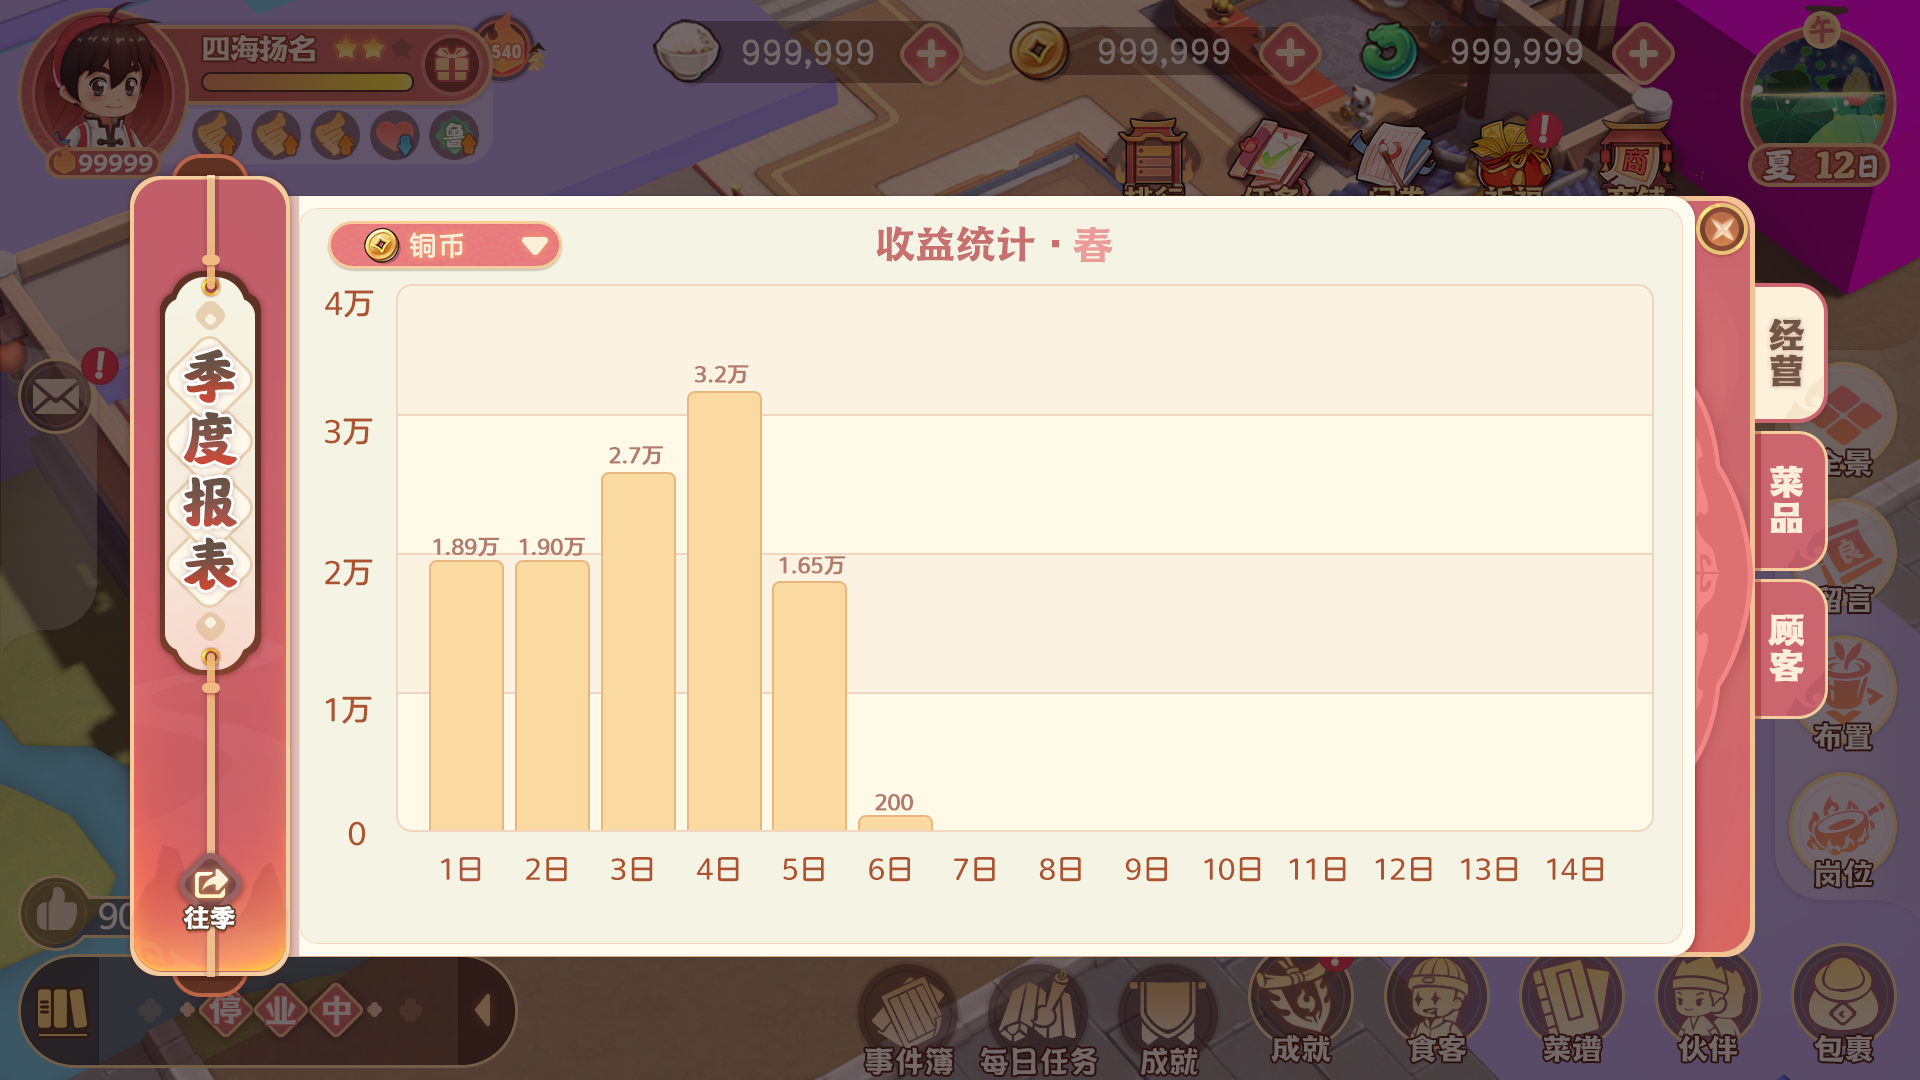 四海扬名
540
999,999
999,999
999,999
午
99999
鲁
夏 12日
商
收益统计·春
铜币
4万
3万
2万
1万
0
1.89万
1.90万
2.7万
3.2万
1.65万
200
1日
2日
3日
4日
5日
6日
7日
8日
9日
10日
11日
12日
13日
14日
季度报表
往季
经营
菜品
顾客
全景
良
留言
布置
岗位
90
停业中
事件簿
每日任务
成就
成就
食客
菜谱
伙伴
包裹